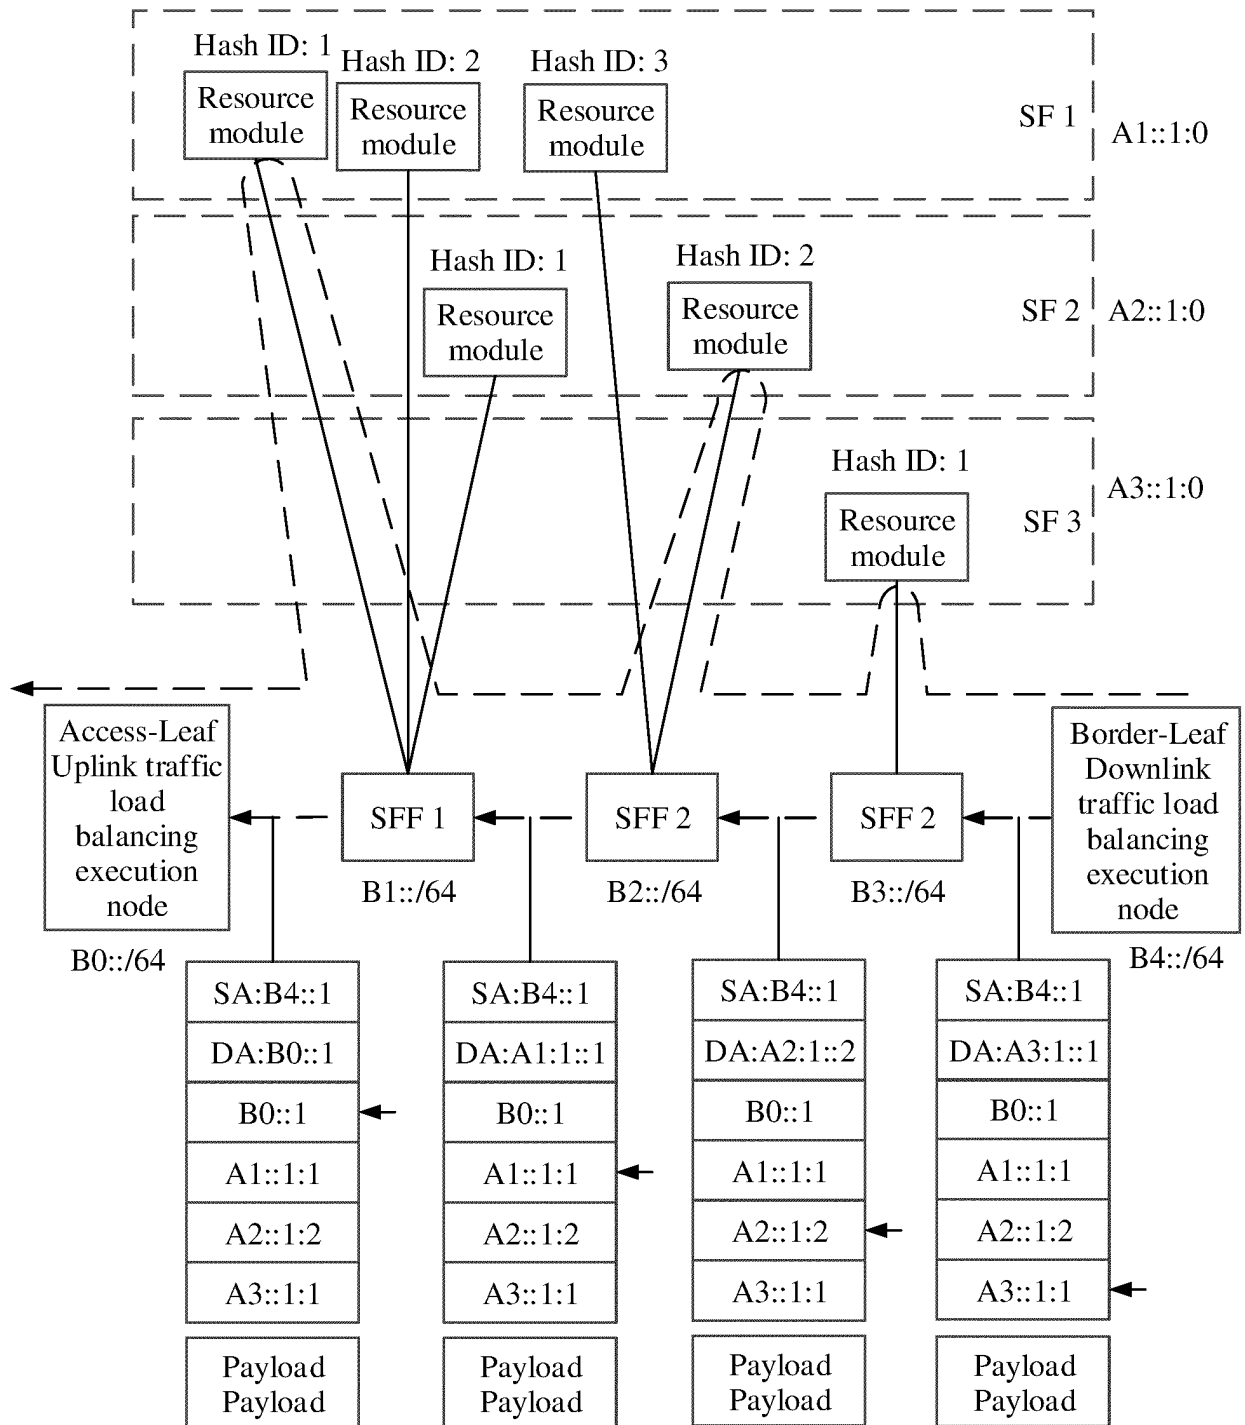 Hash ID: 1
Hash ID: 2
Hash ID: 3
Resource
module
Resource
module
Resource
module
SF 1
A1::1:0
Hash ID: 1
Hash ID: 2
Resource
module
Resource
module
SF 2
A2::1:0
Hash ID: 1
Resource
module
SF 3
A3::1:0
Access-Leaf
Uplink traffic
load
balancing
execution
node
B0::/64
SFF 1
B1::/64
SFF 2
B2::/64
SFF 2
B3::/64
Border-Leaf
Downlink
traffic load
balancing
execution
node
B4::/64
SA:B4::1
DA:B0::1
B0::1
A1::1:1
A2::1:2
A3::1:1
Payload
Payload
SA:B4::1
DA:A1:1::1
B0::1
A1::1:1
A2::1:2
A3::1:1
Payload
Payload
SA:B4::1
DA:A2:1::2
B0::1
A1::1:1
A2::1:2
A3::1:1
Payload
Payload
SA:B4::1
DA:A3:1::1
B0::1
A1::1:1
A2::1:2
A3::1:1
Payload
Payload